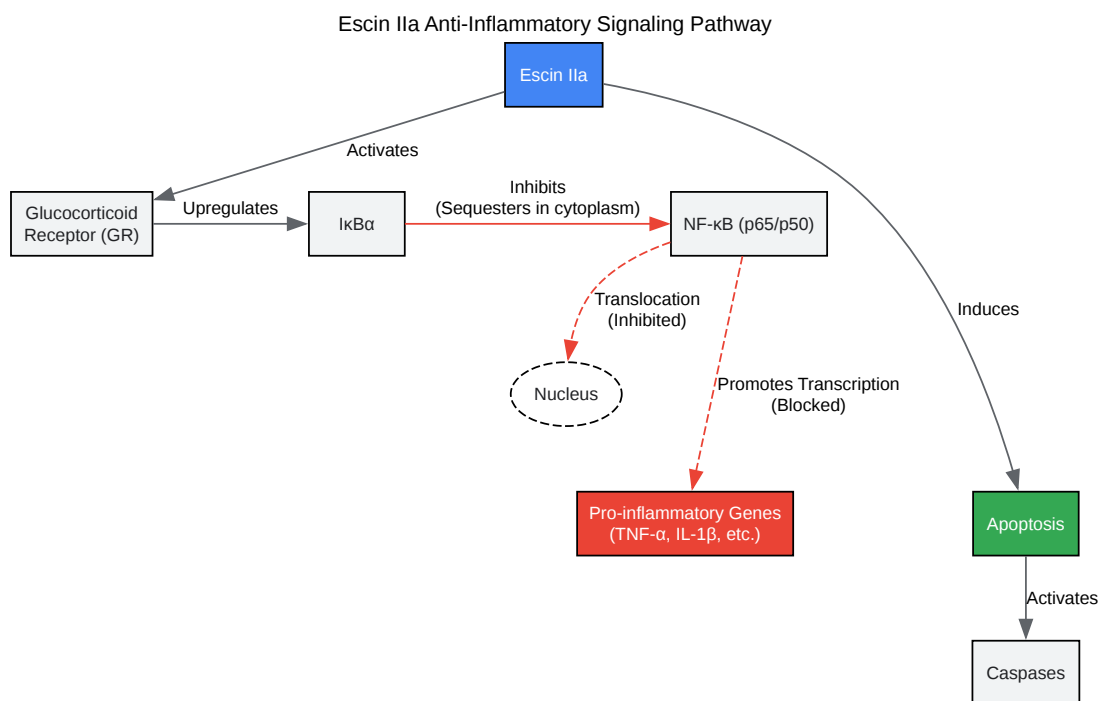 Escin IIa Anti-Inflammatory Signaling Pathway
Escin IIa
Activates
Glucocorticoid
Receptor (GR)
Upregulates
IκBα
Inhibits
(Sequesters in cytoplasm)
NF-κB (p65/p50)
Translocation
(Inhibited)
Induces
Nucleus
Promotes Transcription
(Blocked)
Pro-inflammatory Genes
(TNF-α, IL-1β, etc.)
Apoptosis
Activates
Caspases